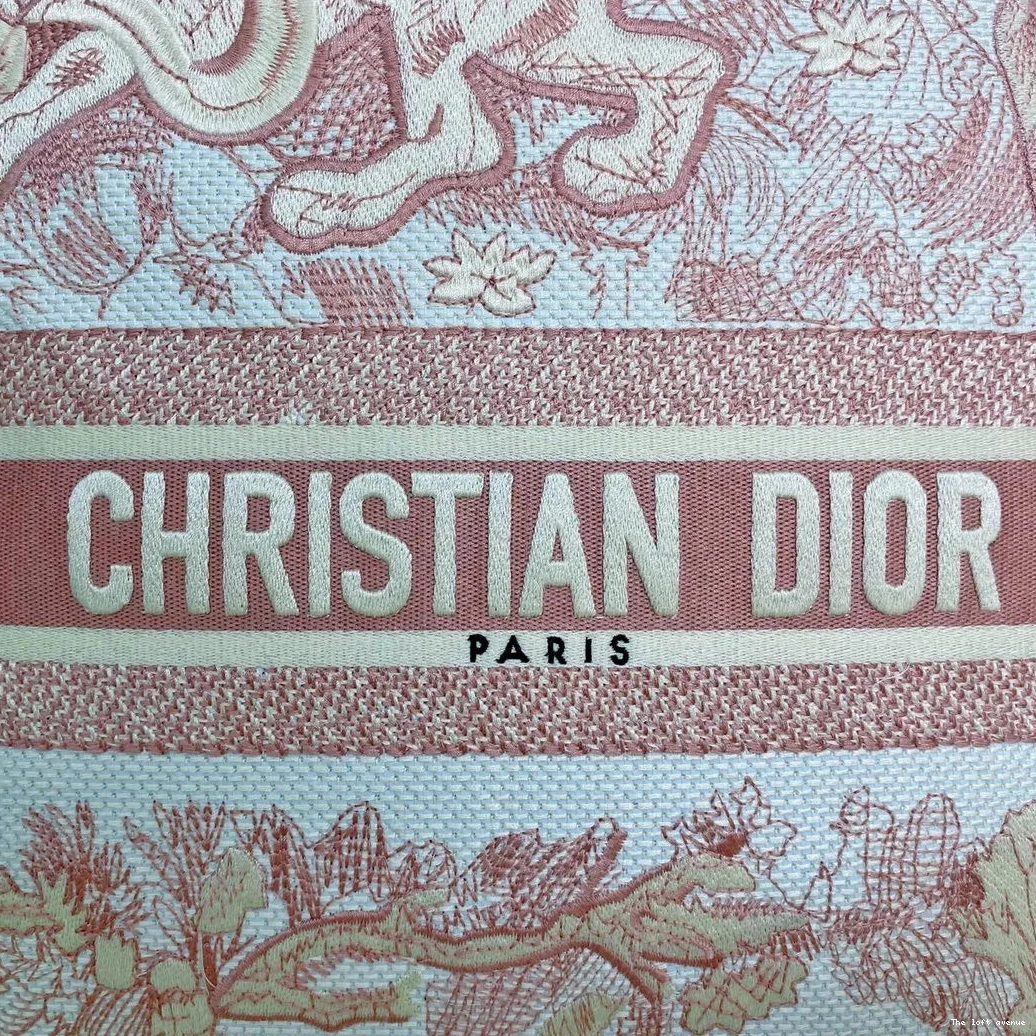 CHRISTIAN DIOR
PARIS
The loft avenue